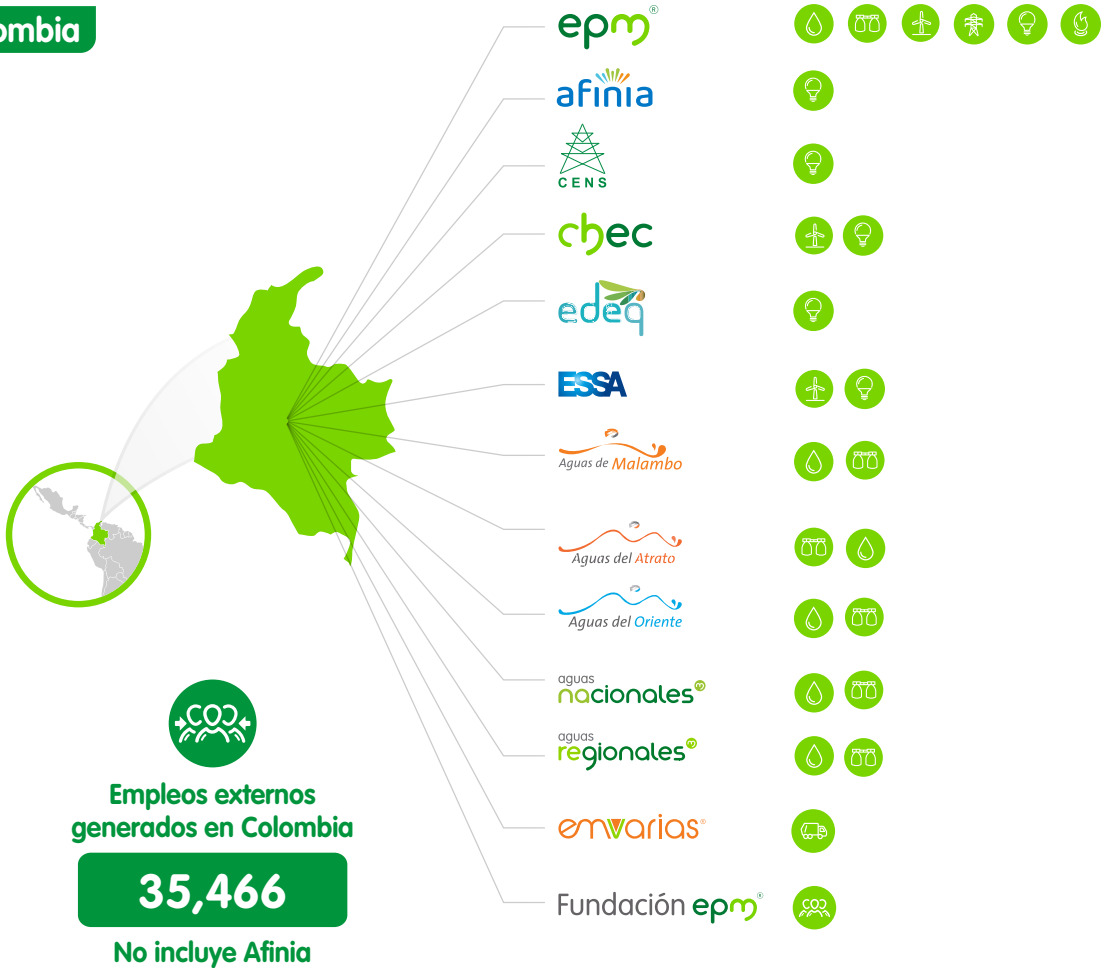 ombia
epm®
afinia
CENS
chec
edeq
ESSA
Aguas de Malambo
Aguas del Atrato
Aguas del Oriente
aguas
nacionales
aguas
regionales
emvarias®
Fundación epm®
Empleos externos
generados en Colombia
35,466
No incluye Afinia